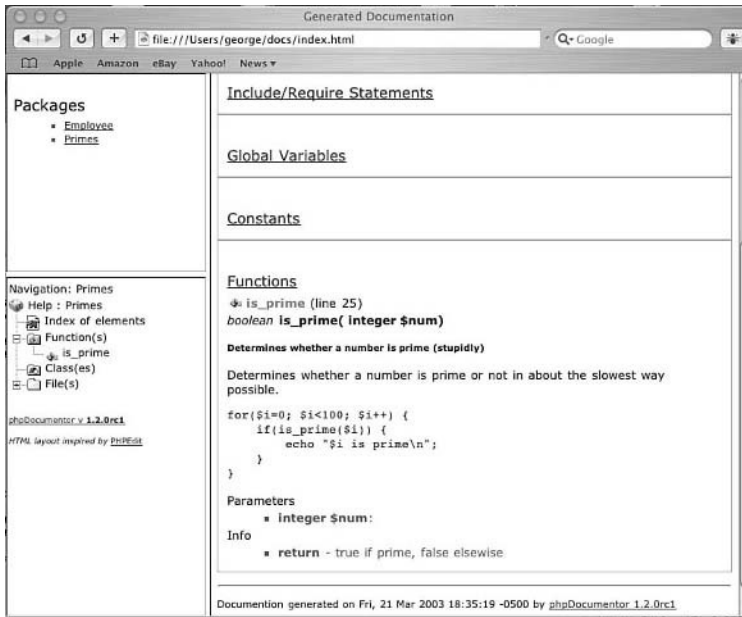 Generated Documentation
file:///Users/george/docs/index.html
Google
Apple Amazon eBay Yahoo! News
Packages
Employee
Primes
Navigation: Primes
Help : Primes
Index of elements
Function(s)
is_prime
Class(es)
File(s)
phpDocumentor v 1.2.0rc1
HTML layout inspired by PHPEdit
Include/Require Statements
Global Variables
Constants
Functions
is_prime (line 25)
boolean is_prime( integer $num)
Determines whether a number is prime (stupidly)
Determines whether a number is prime or not in about the slowest way
possible.
for($i=0; $i<100; $i++) {
if(is_prime($i)) {
echo "$i is prime\n";
}
}
Parameters
integer $num:
Info
return - true if prime, false elsewise
Documention generated on Fri, 21 Mar 2003 18:35:19 -0500 by phpDocumentor 1.2.0rc1